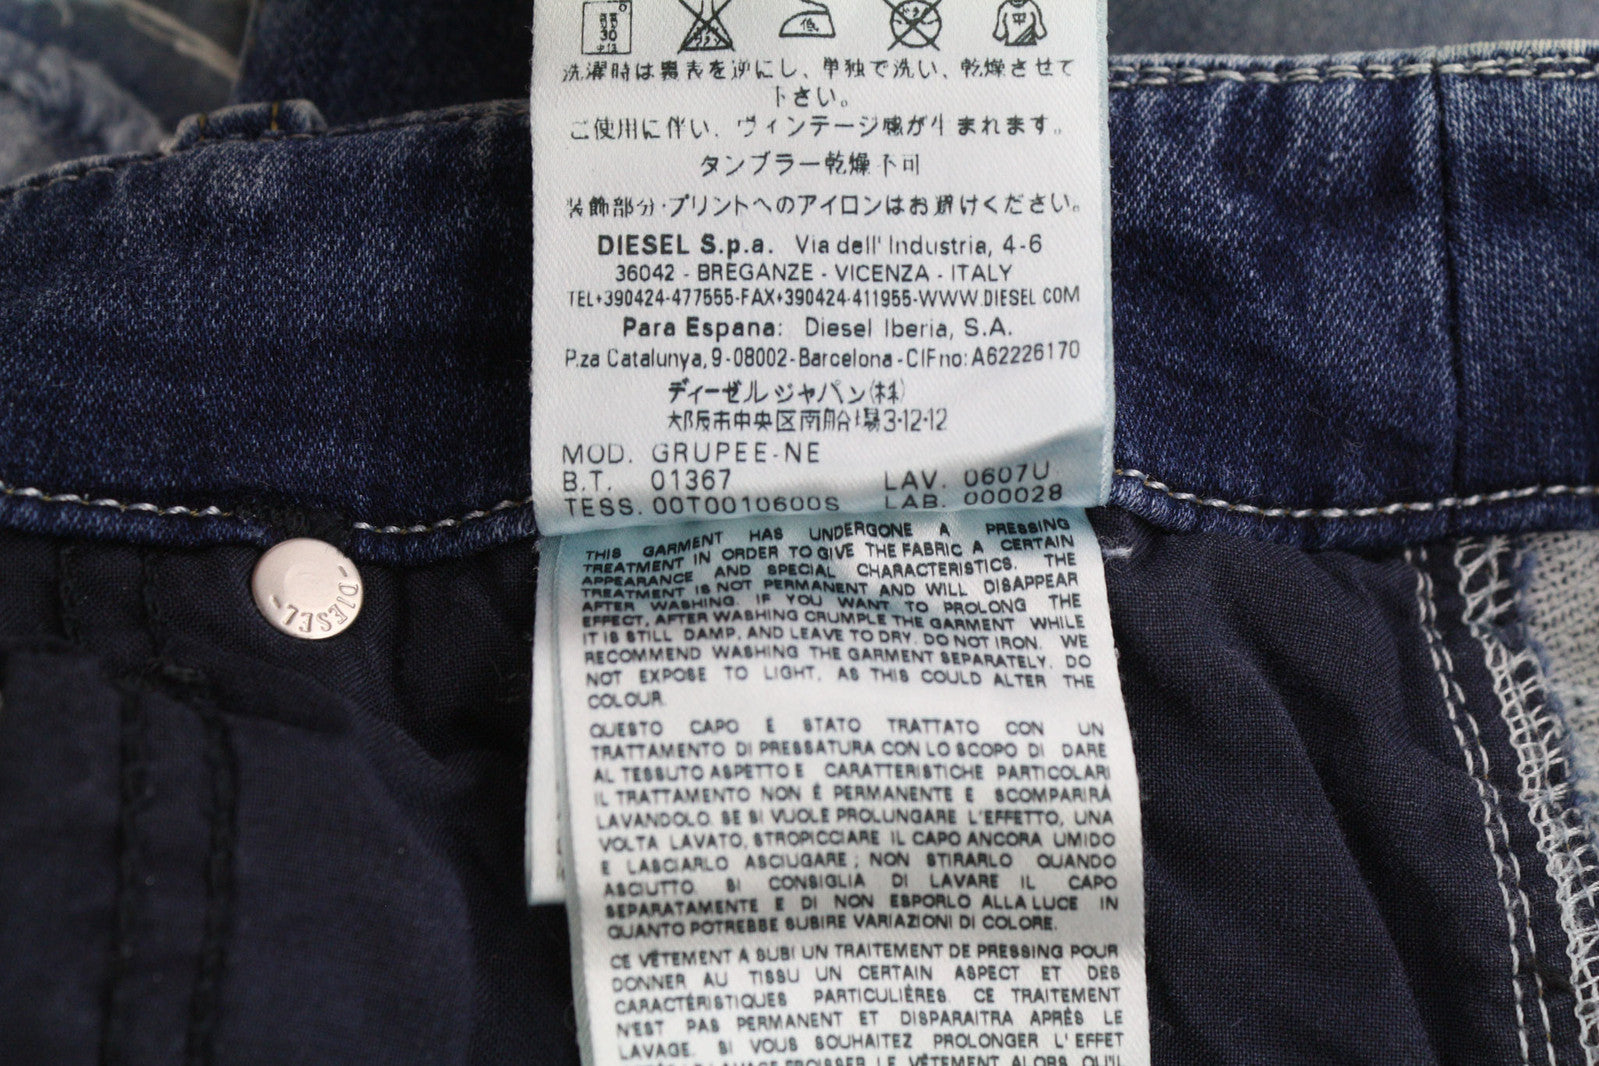 30
中性
低
中
洗濯時は裏表を逆にし、単独で洗い、乾燥させて
下さい。
ご使用に伴い、ヴィンテージ感が生まれます。
タンブラー乾燥不可
装飾部分・プリントへのアイロンはお避けください。
DIESEL S.p.a. Via dell' Industria, 4-6
36042 - BREGANZE - VICENZA - ITALY
TEL+390424-477555-FAX+390424-411955-WWW.DIESEL.COM
Para Espana: Diesel Iberia, S.A.
P.za Catalunya, 9 - 08002 - Barcelona - CIF no: A62226170
ディーゼルジャパン(株)
大阪市中央区南船場3-12-12
MOD. GRUPEE-NE
B.T. 01367 LAV. 0607U
TESS. 00T0010600S LAB. 000028
THIS GARMENT HAS UNDERGONE A PRESSING
TREATMENT IN ORDER TO GIVE THE FABRIC A CERTAIN
APPEARANCE AND SPECIAL CHARACTERISTICS. THE
TREATMENT IS NOT PERMANENT AND WILL DISAPPEAR
AFTER WASHING. IF YOU WANT TO PROLONG THE
EFFECT, AFTER WASHING CRUMPLE THE GARMENT WHILE
IT IS STILL DAMP, AND LEAVE TO DRY. DO NOT IRON. WE
RECOMMEND WASHING THE GARMENT SEPARATELY. DO
NOT EXPOSE TO LIGHT, AS THIS COULD ALTER THE
COLOUR.
QUESTO CAPO È STATO TRATTATO CON UN
TRATTAMENTO DI PRESSATURA CON LO SCOPO DI DARE
AL TESSUTO ASPETTO E CARATTERISTICHE PARTICOLARI
IL TRATTAMENTO NON È PERMANENTE E SCOMPARIRÀ
LAVANDOLO. SE SI VUOLE PROLUNGARE L'EFFETTO, UNA
VOLTA LAVATO, STROPICCIARE IL CAPO ANCORA UMIDO
E LASCIARLO ASCIUGARE ; NON STIRARLO QUANDO
ASCIUTTO. SI CONSIGLIA DI LAVARE IL CAPO
SEPARATAMENTE E DI NON ESPORLO ALLA LUCE IN
QUANTO POTREBBE SUBIRE VARIAZIONI DI COLORE.
CE VÊTEMENT A SUBI UN TRAITEMENT DE PRESSING POUR
DONNER AU TISSU UN CERTAIN ASPECT ET DES
CARACTÉRISTIQUES PARTICULIÈRES. CE TRAITEMENT
N'EST PAS PERMANENT ET DISPARAITRA APRÈS LE
LAVAGE. SI VOUS SOUHAITEZ PROLONGER L'EFFET
LAVAGE FROISSER LE VÊTEMENT ALORS QU'IL
-DIESEL-